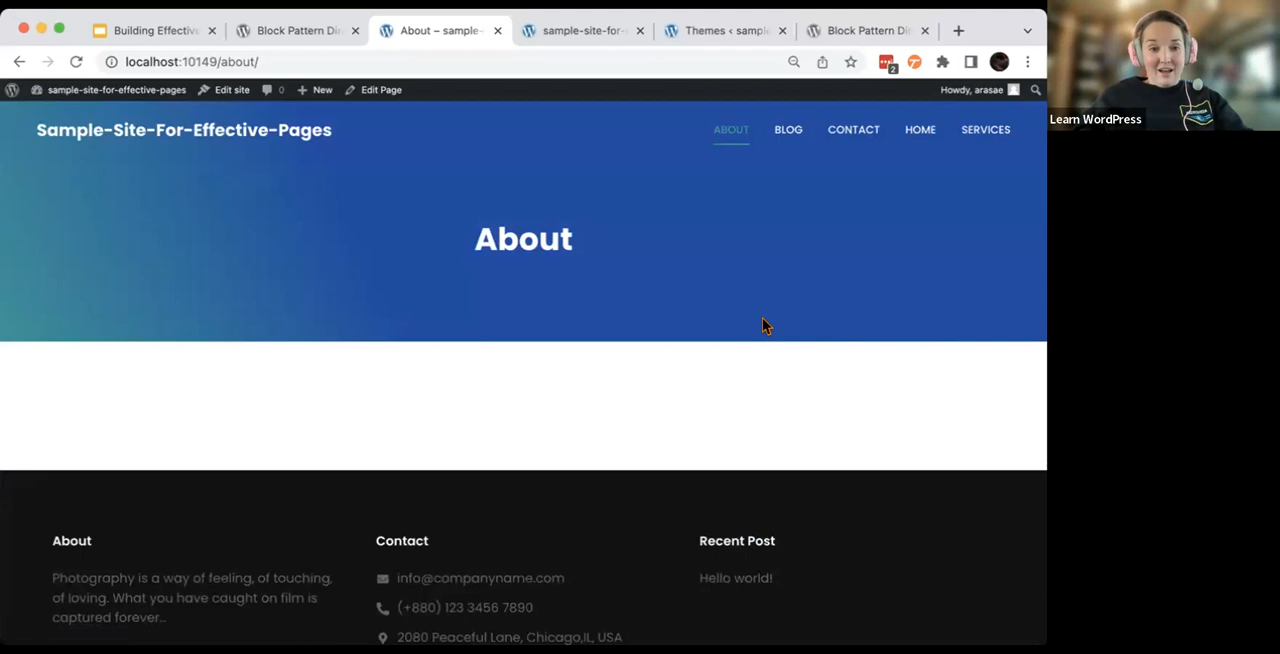 Building Effective
Block Pattern Di
About – sample-
sample-site-for-
Themes ‹ sampl
Block Pattern Di
localhost:10149/about/
2
sample-site-for-effective-pages
Edit site
0
New
Edit Page
Howdy, arasae
Learn WordPress
Sample-Site-For-Effective-Pages
ABOUT
BLOG
CONTACT
HOME
SERVICES
About
About
Photography is a way of feeling, of touching,
of loving. What you have caught on film is
captured forever…
Contact
info@companyname.com
(+880) 123 3456 7890
2080 Peaceful Lane, Chicago,IL, USA
Recent Post
Hello world!